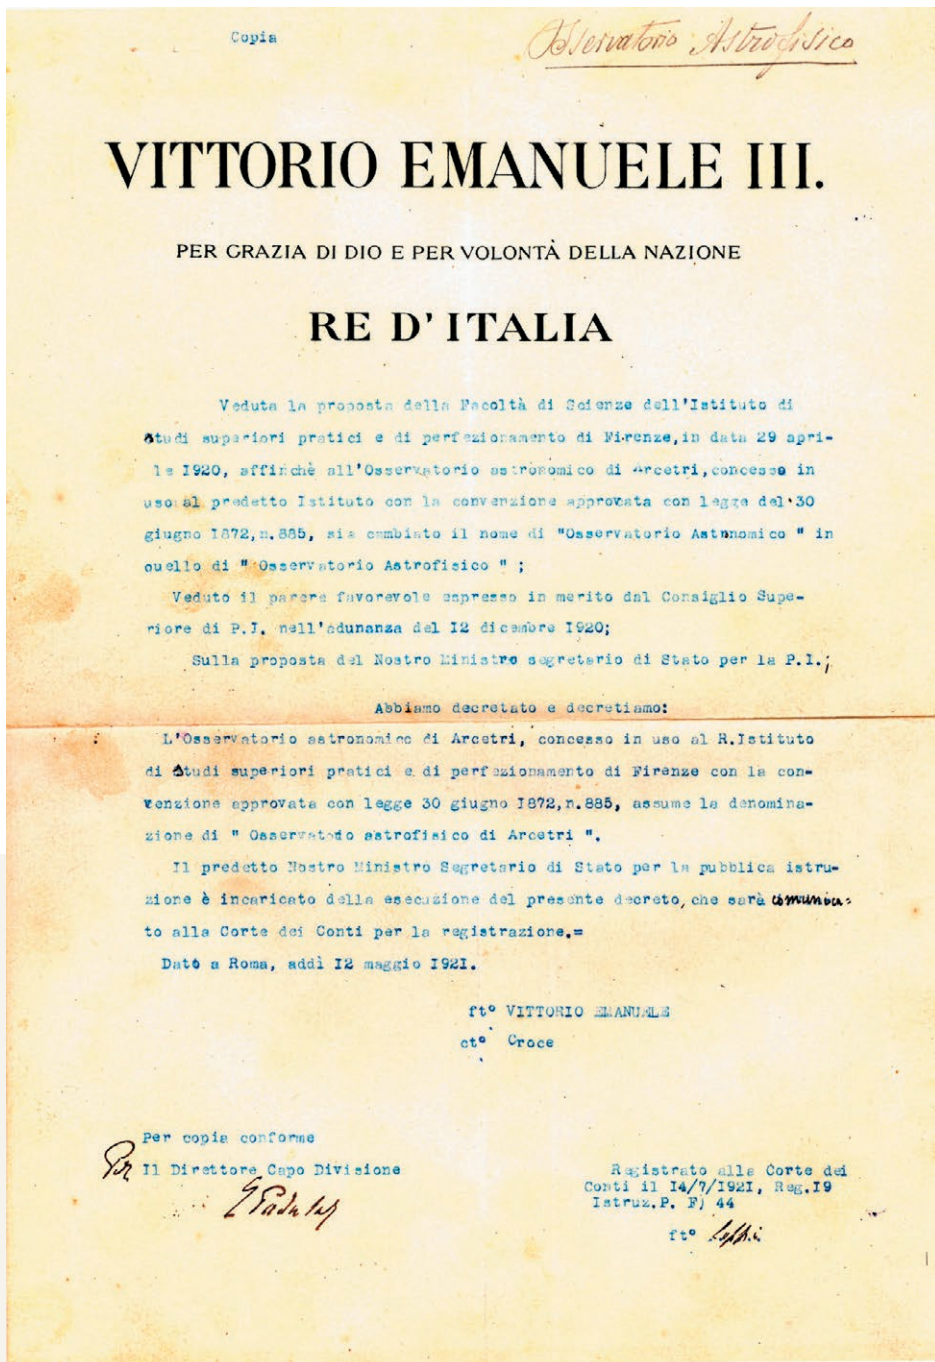 Copia
Osservatorio Astrofisico
VITTORIO EMANUELE III.
PER GRAZIA DI DIO E PER VOLONTÀ DELLA NAZIONE
RE D'ITALIA
Veduta la proposta della Facoltà di Scienze dell'Istituto di
studi superiori pratici e di perfezionamento di Firenze, in data 29 apri-
le 1920, affinchè all'Osservatorio astronomico di Arcetri, concesso in
uso al predetto Istituto con la convenzione approvata con legge del 30
giugno 1872, n.885, sia cambiato il nome di "Osservatorio Astnnomico " in
quello di " Osservatorio Astrofisico " ;
Veduto il parere favorevole espresso in merito dal Consiglio Supe-
riore di P.I. nell'adunanza del 12 dicembre 1920;
Sulla proposta del Nostro Ministro segretario di Stato per la P.I.;
Abbiamo decretato e decretiamo:
L'Osservatorio astronomico di Arcetri, concesso in uso al R.Istituto
di studi superiori pratici e di perfezionamento di Firenze con la con-
venzione approvata con legge 30 giugno 1872, n.885, assume la denomina-
zione di " Osservatorio astrofisico di Arcetri ".
Il predetto Nostro Ministro Segretario di Stato per la pubblica istru-
zione è incaricato della esecuzione del presente decreto, che sarà comunica-
to alla Corte dei Conti per la registrazione.=
Dato a Roma, addì 12 maggio 1921.
ft° VITTORIO EMANUELE
ct° Croce
Per copia conforme
Per Il Direttore Capo Divisione
Registrato alla Corte dei
Conti il 14/7/1921, Reg.19
Istruz.P. F) 44
ft°